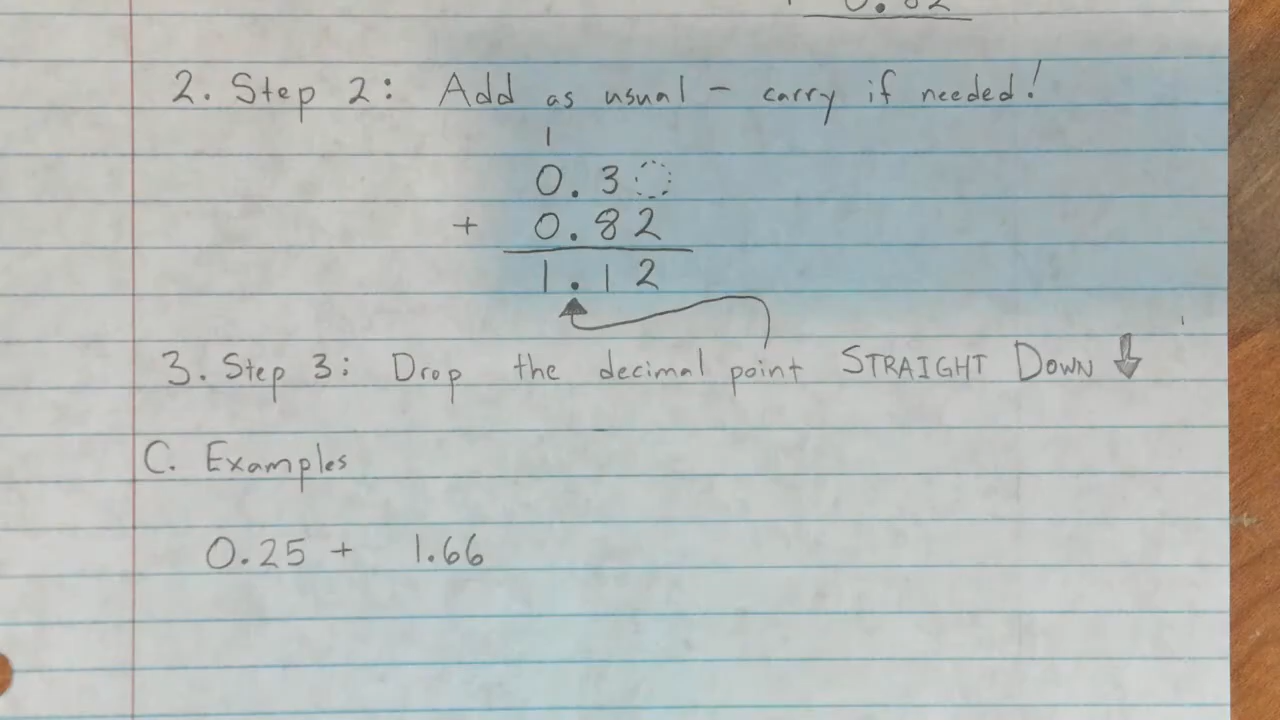 2. Step 2: Add as usual - carry if needed!
1
0.30
+ 0.82
1.12
3. Step 3: Drop the decimal point STRAIGHT DOWN
C. Examples
0.25 + 1.66